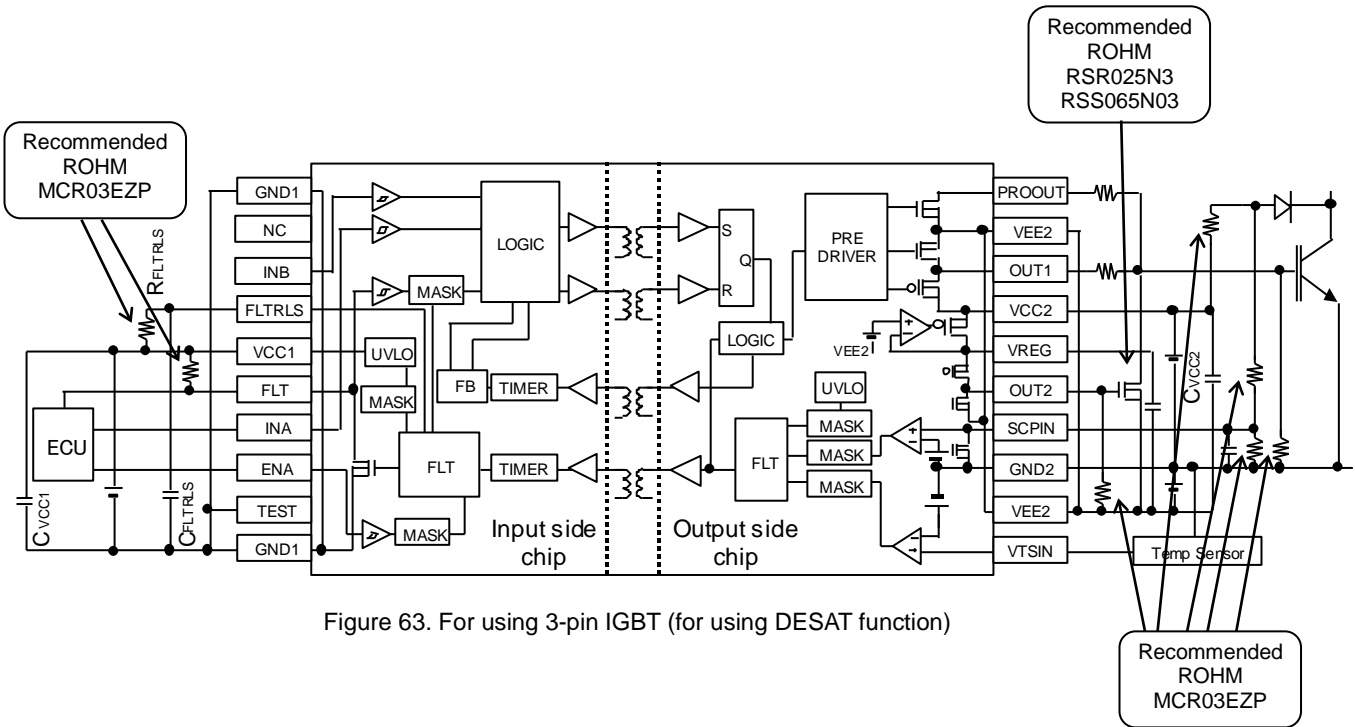 Recommended
ROHM
RSR025N3
RSS065N03
Recommended
ROHM
MCR03EZP
RFLTRLS
CVCC1
CFLTRLS
ECU
GND1
NC
INB
FLTRLS
VCC1
FLT
INA
ENA
TEST
GND1
LOGIC
MASK
UVLO
MASK
FB
TIMER
FLT
TIMER
MASK
Input side
chip
Output side
chip
S
Q
R
LOGIC
PRE
DRIVER
VEE2
UVLO
MASK
MASK
MASK
FLT
PROOUT
VEE2
OUT1
VCC2
VREG
OUT2
SCPIN
GND2
VEE2
VTSIN
CVCC2
Temp Sensor
Recommended
ROHM
MCR03EZP
Figure 63. For using 3-pin IGBT (for using DESAT function)